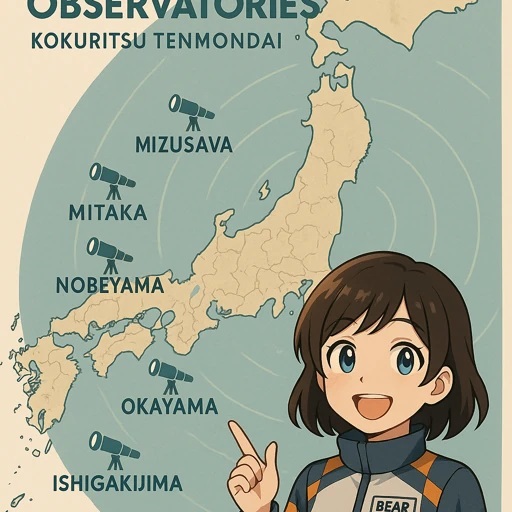 OBSERVATORIES
KOKURITSU TENMONDAI
MIZUSAVA
MITAKA
NOBEYAMA
OKAYAMA
ISHIGAKIJIMA
BEAR